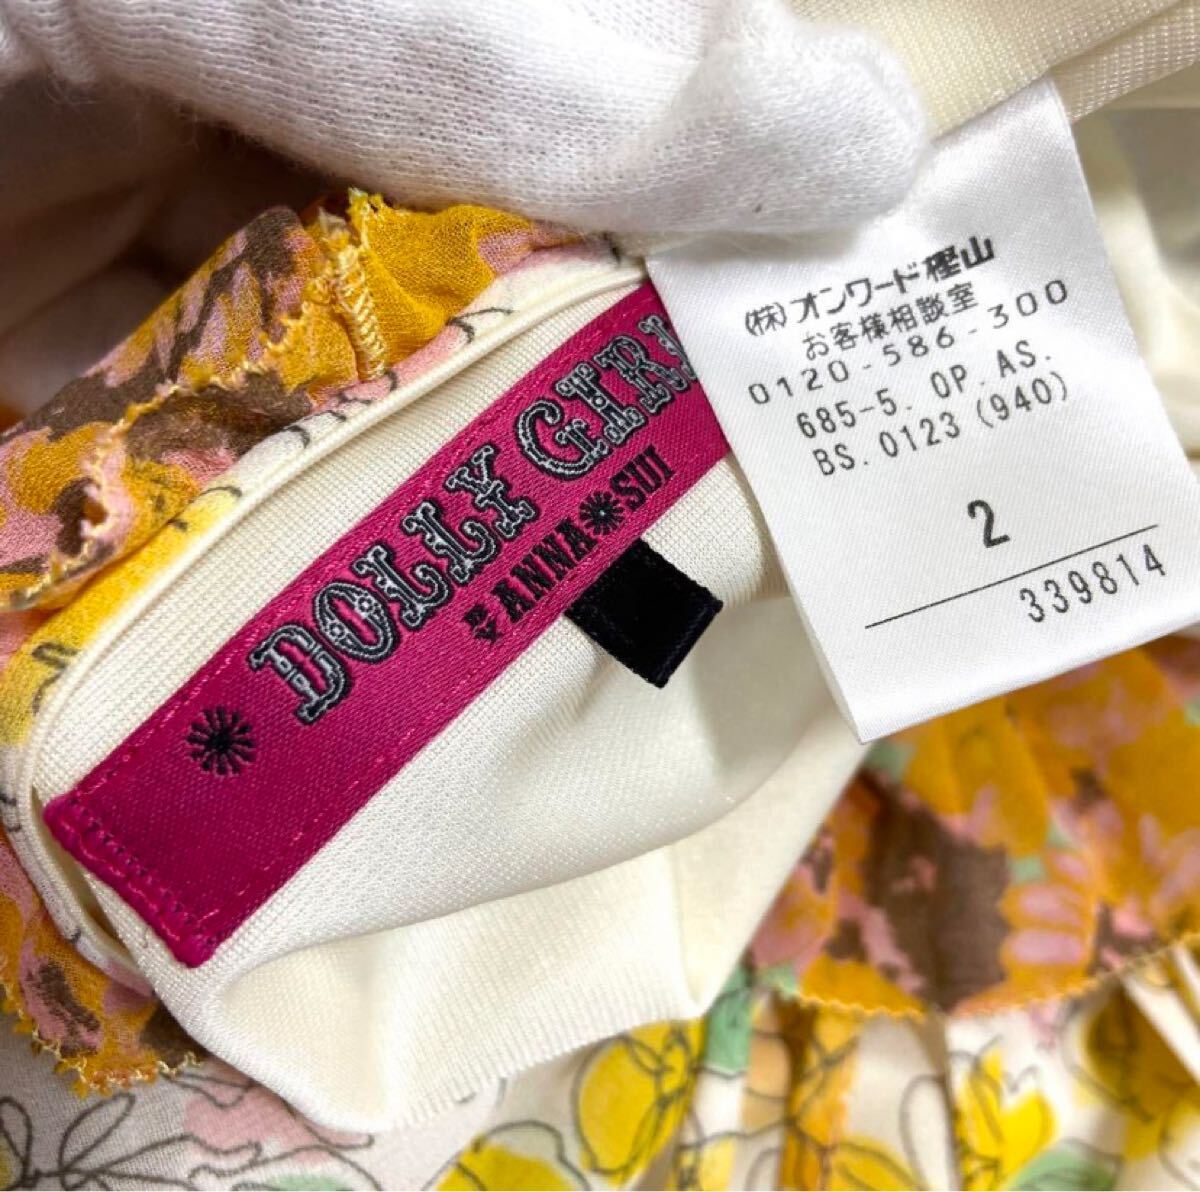 DOLLY GIRL
BY ANNA SUI
(株)オンワード樫山
お客様相談室
0120-586-300
685-5. OP. AS.
BS. 0123 (940)
2
339814